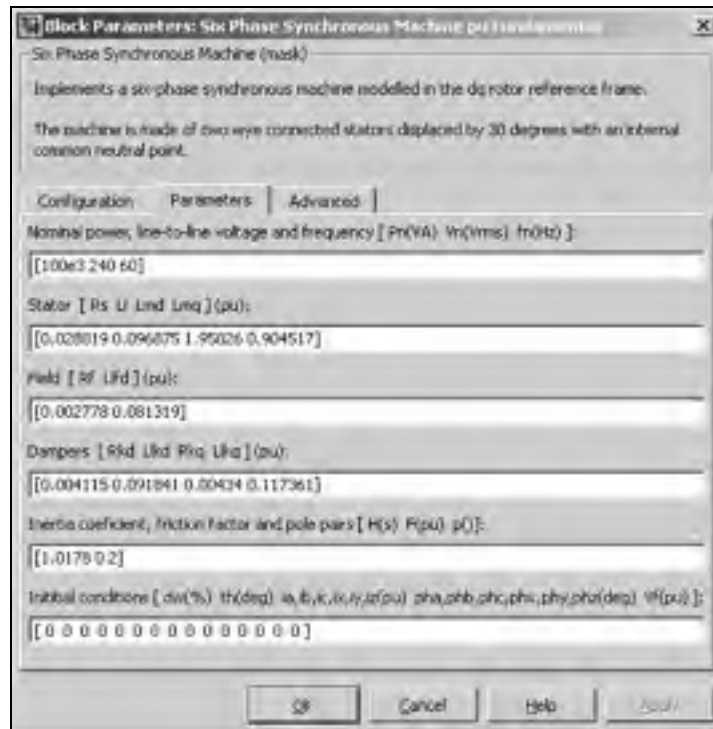 Block Parameters: Six Phase Synchronous Machine pu Fundamental
Six Phase Synchronous Machine (mask)
Implements a six-phase synchronous machine modelled in the dq rotor reference frame.
The machine is made of two wye connected stators displaced by 30 degrees with an internal
common neutral point.
Configuration Parameters Advanced
Nominal power, line-to-line voltage and frequency [ Pn(VA) Vn(Vrms) fn(Hz) ]:
[100e3 240 60]
Stator [ Rs Ll Lmd Lmq ] (pu):
[0.028819 0.096875 1.95026 0.904517]
Field [ Rf Llfd ] (pu):
[0.002778 0.081319]
Dampers [ Rkd Llkd Rkq Llkq ] (pu):
[0.004115 0.091841 0.00434 0.117361]
Inertia coeficient, friction factor and pole pairs [ H(s) F(pu) p()]:
[1.0178 0 2]
Initial conditions [ dw(%) th(deg) ia,ib,ic,ix,iy,iz(pu) pha,phb,phc,phx,phy,phz(deg) Vf(pu) ]:
[ 0 0 0 0 0 0 0 0 0 0 0 0 0 0 0 ]
OK Cancel Help Apply